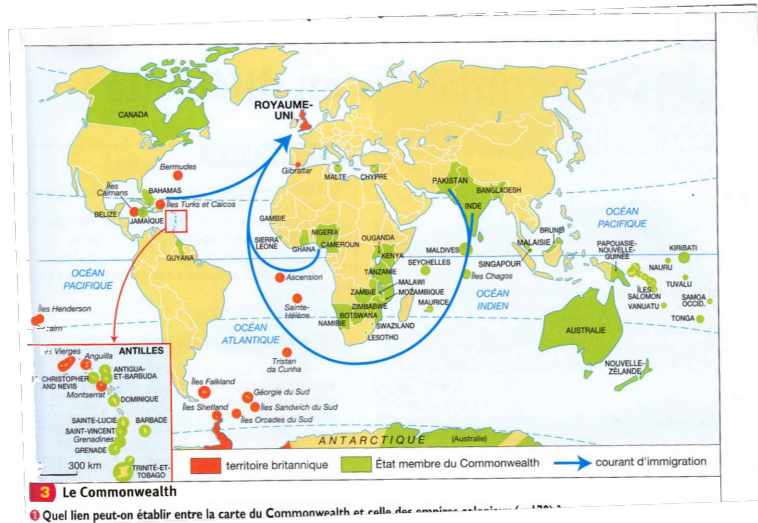 ROYAUME-
UNI
CANADA
Bermudes
Gibraltar
MALTE
CHYPRE
PAKISTAN
BANGLADESH
INDE
Îles
Caïmans
BAHAMAS
Îles Turks et Caicos
BELIZE
JAMAÏQUE
GAMBIE
SIERRA
LEONE
GHANA
NIGERIA
CAMEROUN
OUGANDA
KENYA
TANZANIE
MALDIVES
SEYCHELLES
SINGAPOUR
MALAISIE
BRUNEI
OCÉAN
PACIFIQUE
PAPOUASIE-
NOUVELLE-
GUINÉE
KIRIBATI
NAURU
TUVALU
ÎLES
SALOMON
SAMOA
OCCID.
VANUATU
TONGA
GUYANA
OCÉAN
PACIFIQUE
Ascension
Îles Chagos
MALAWI
MOZAMBIQUE
ZAMBIE
ZIMBABWE
BOTSWANA
NAMIBIE
SWAZILAND
LESOTHO
MAURICE
OCÉAN
INDIEN
Sainte-
Hélène
OCÉAN
ATLANTIQUE
Tristan
da Cunha
AUSTRALIE
NOUVELLE-
ZÉLANDE
Îles Henderson
Îles Falkland
Géorgie du Sud
Îles Shetland
Îles Sandwich du Sud
Îles Orcades du Sud
ANTARCTIQUE
(Australie)
Vierges
Anguilla
ANTILLES
CHRISTOPHER
AND NEVIS
ANTIGUA-
ET-BARBUDA
Montserrat
DOMINIQUE
SAINTE-LUCIE
BARBADE
SAINT-VINCENT
Grenadines
GRENADE
TRINITÉ-ET-
TOBAGO
300 km
territoire britannique
État membre du Commonwealth
courant d'immigration
3 Le Commonwealth
1 Quel lien peut-on établir entre la carte du Commonwealth et celle des empires coloniaux